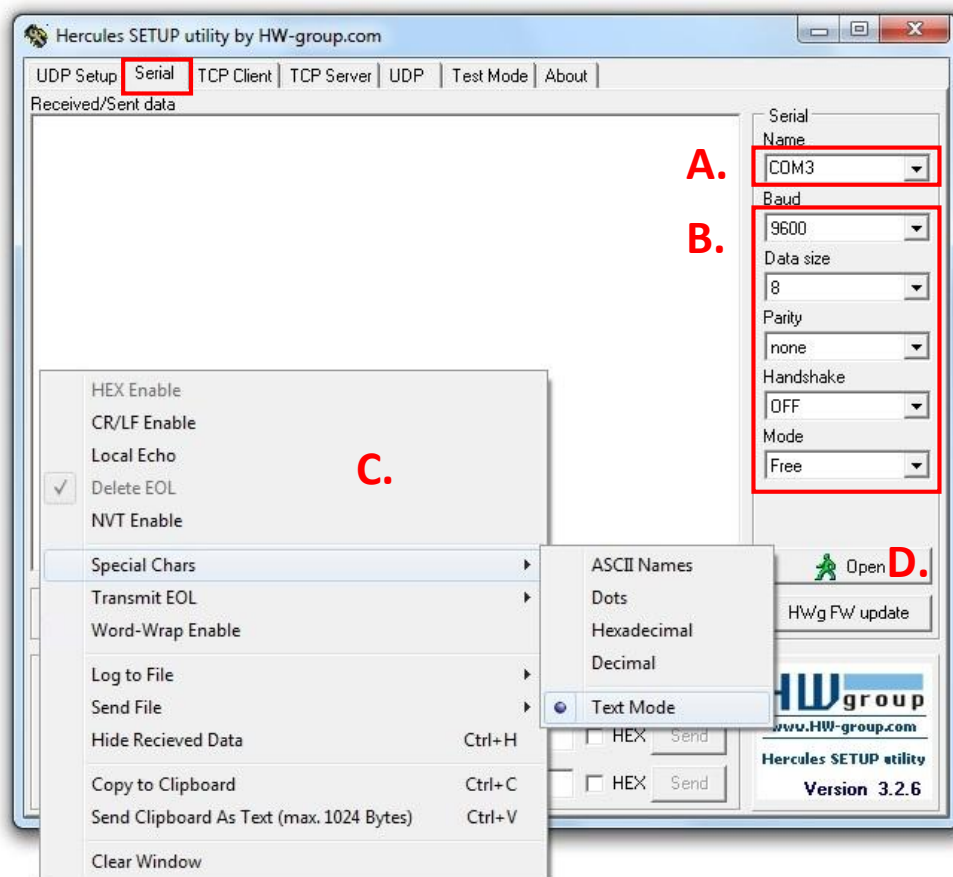 Hercules SETUP utility by HW-group.com
UDP Setup Serial TCP Client TCP Server UDP Test Mode About
Received/Sent data
Serial
Name
A.
COM3
Baud
B.
9600
Data size
8
Parity
none
Handshake
OFF
Mode
Free
HEX Enable
CR/LF Enable
Local Echo
C.
Delete EOL
NVT Enable
Special Chars
Transmit EOL
Word-Wrap Enable
Log to File
Send File
Hide Recieved Data Ctrl+H
Copy to Clipboard Ctrl+C
Send Clipboard As Text (max. 1024 Bytes) Ctrl+V
Clear Window
ASCII Names
Dots
Hexadecimal
Decimal
Text Mode
HEX Send
HEX Send
Open D.
HWg FW update
HW group
www.HW-group.com
Hercules SETUP utility
Version 3.2.6